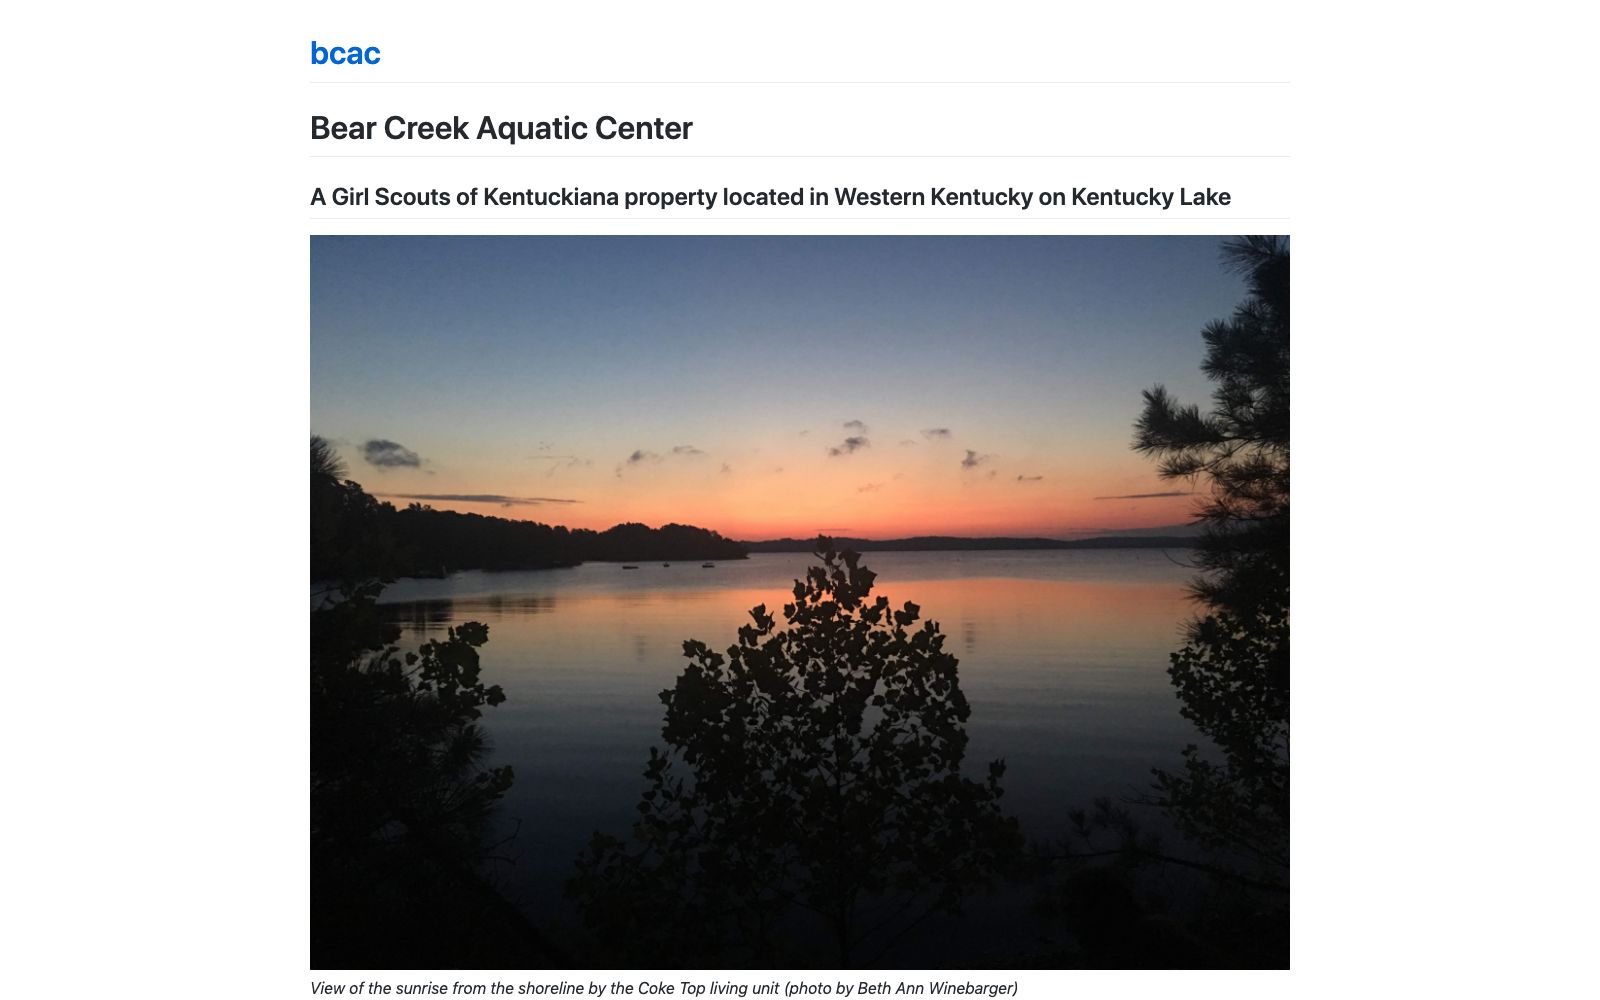 bcac
Bear Creek Aquatic Center
A Girl Scouts of Kentuckiana property located in Western Kentucky on Kentucky Lake
View of the sunrise from the shoreline by the Coke Top living unit (photo by Beth Ann Winebarger)